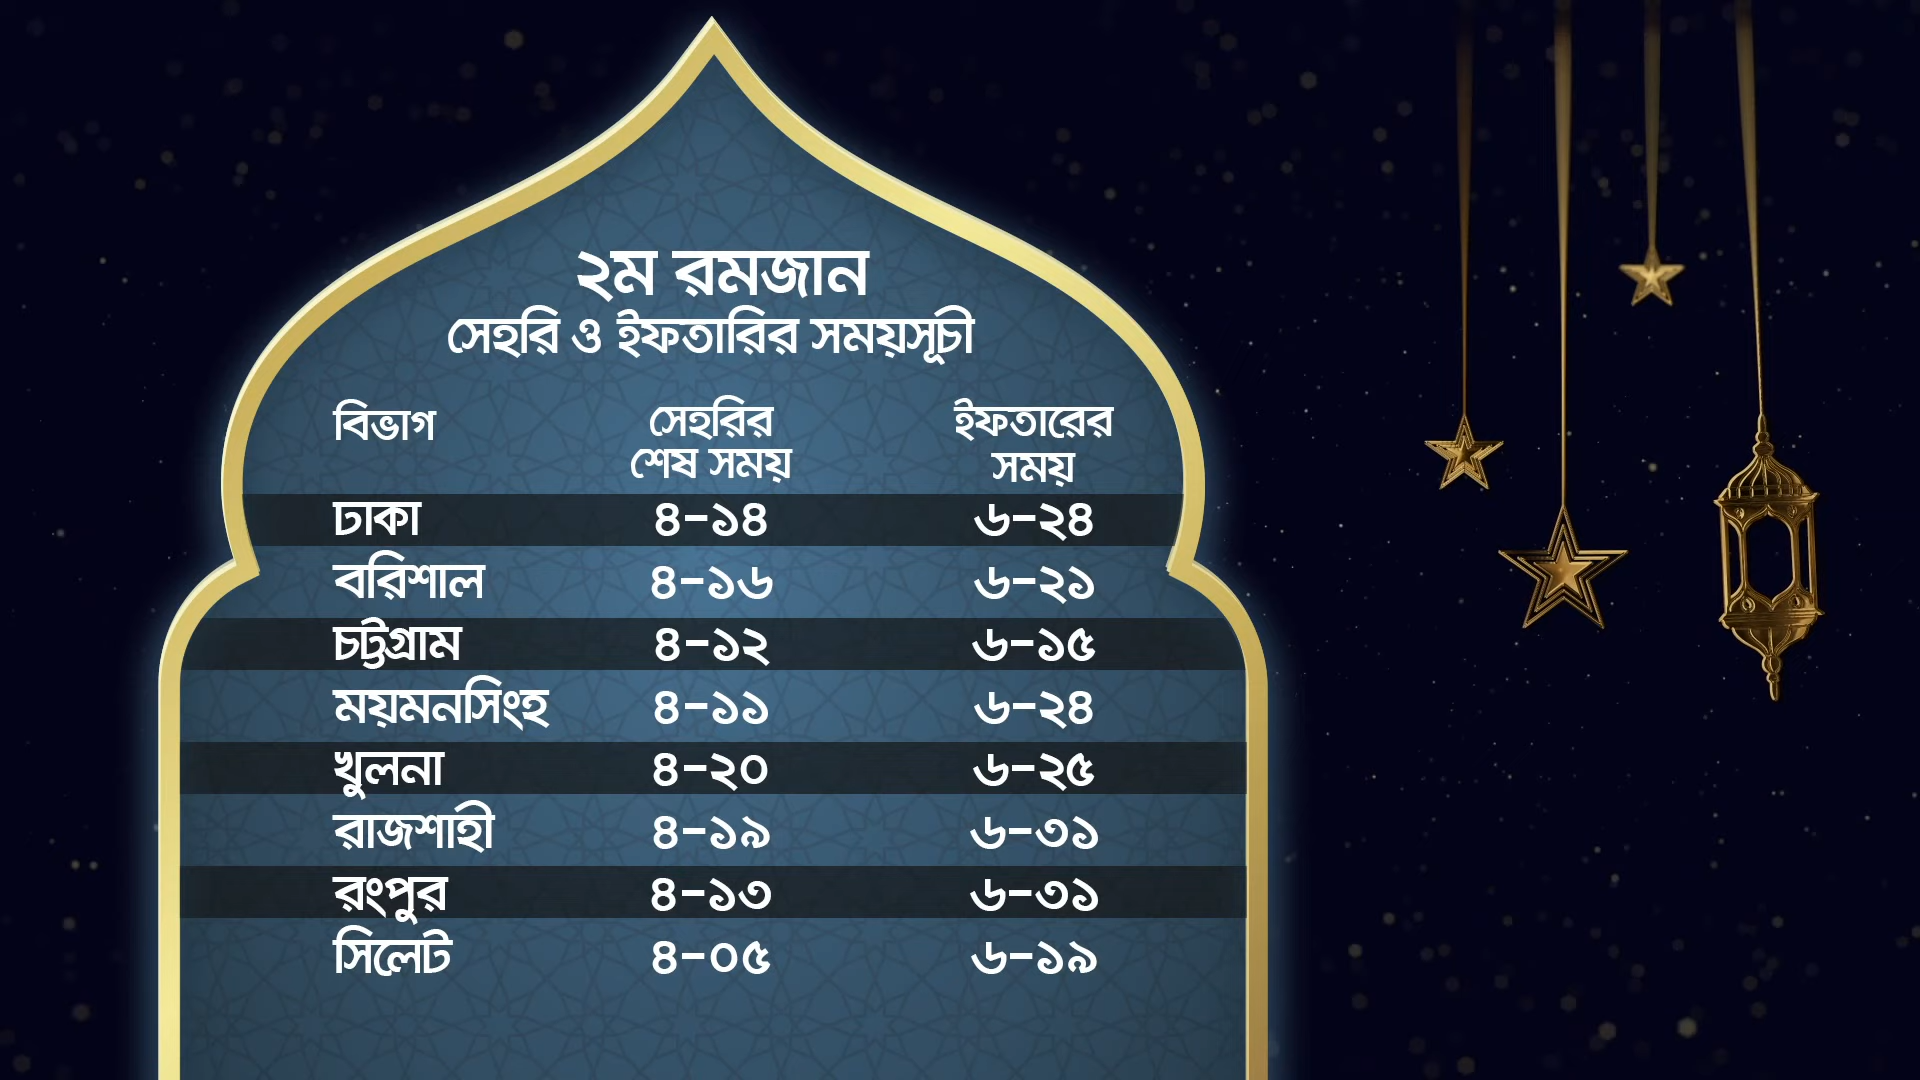 ২ম রমজান
সেহরি ও ইফতারির সময়সূচী
বিভাগ সেহরির শেষ সময় ইফতারের সময়
ঢাকা ৪-১৪ ৬-২৪
বরিশাল ৪-১৬ ৬-২১
চট্টগ্রাম ৪-১২ ৬-১৫
ময়মনসিংহ ৪-১১ ৬-২৪
খুলনা ৪-২০ ৬-২৫
রাজশাহী ৪-১৯ ৬-৩১
রংপুর ৪-১৩ ৬-৩১
সিলেট ৪-০৫ ৬-১৯